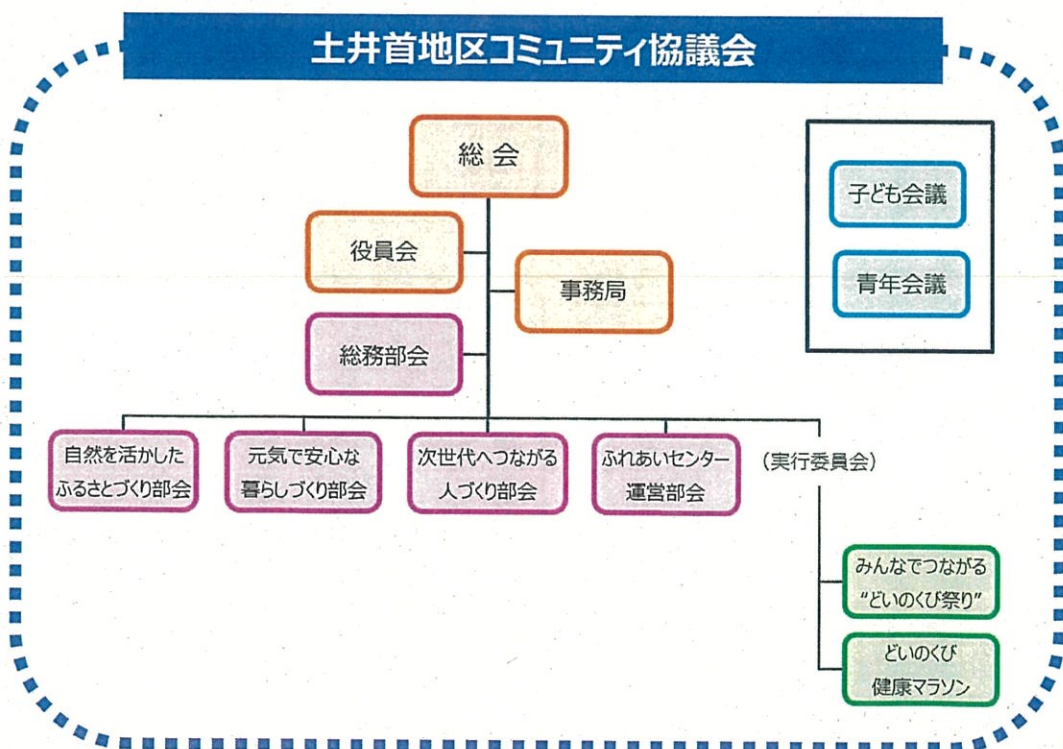 土井首地区コミュニティ協議会
総会
役員会
事務局
総務部会
子ども会議
青年会議
自然を活かした
ふるさとづくり部会
元気で安心な
暮らしづくり部会
次世代へつながる
人づくり部会
ふれあいセンター
運営部会
（実行委員会）
みんなでつながる
“どいのくび祭り”
どいのくび
健康マラソン